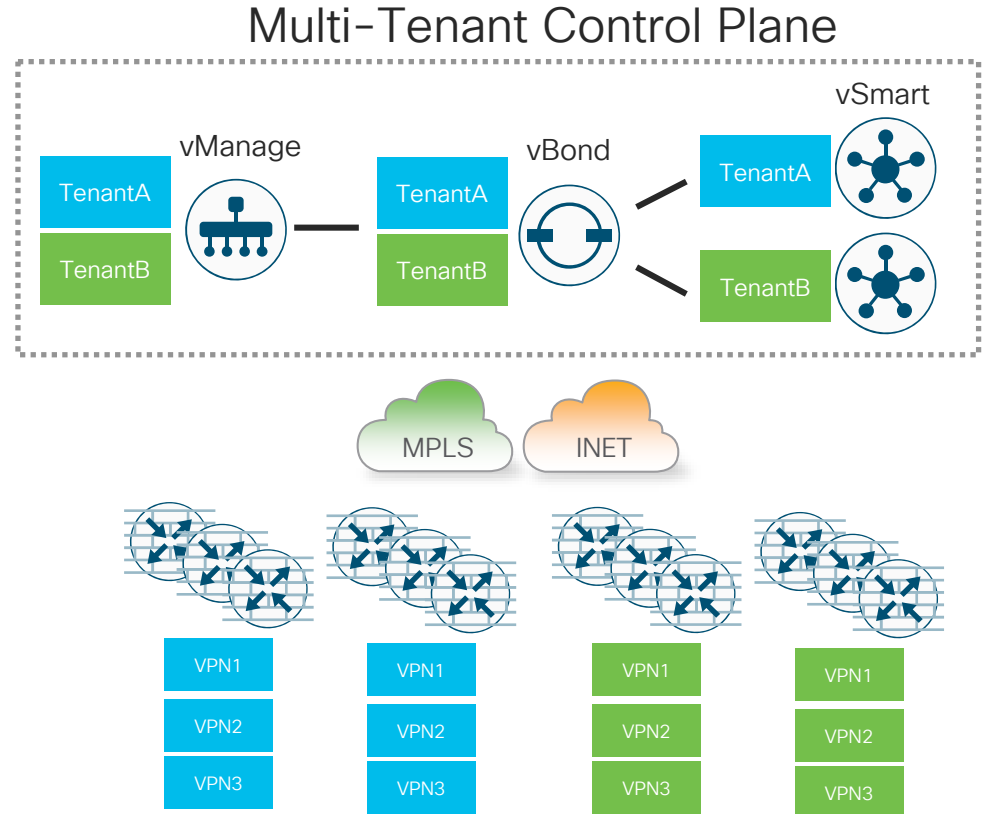 Multi-Tenant Control Plane
vSmart
vManage
vBond
TenantA
TenantB
TenantA
TenantB
TenantA
TenantB
MPLS
INET
VPN1
VPN2
VPN3
VPN1
VPN2
VPN3
VPN1
VPN2
VPN3
VPN1
VPN2
VPN3